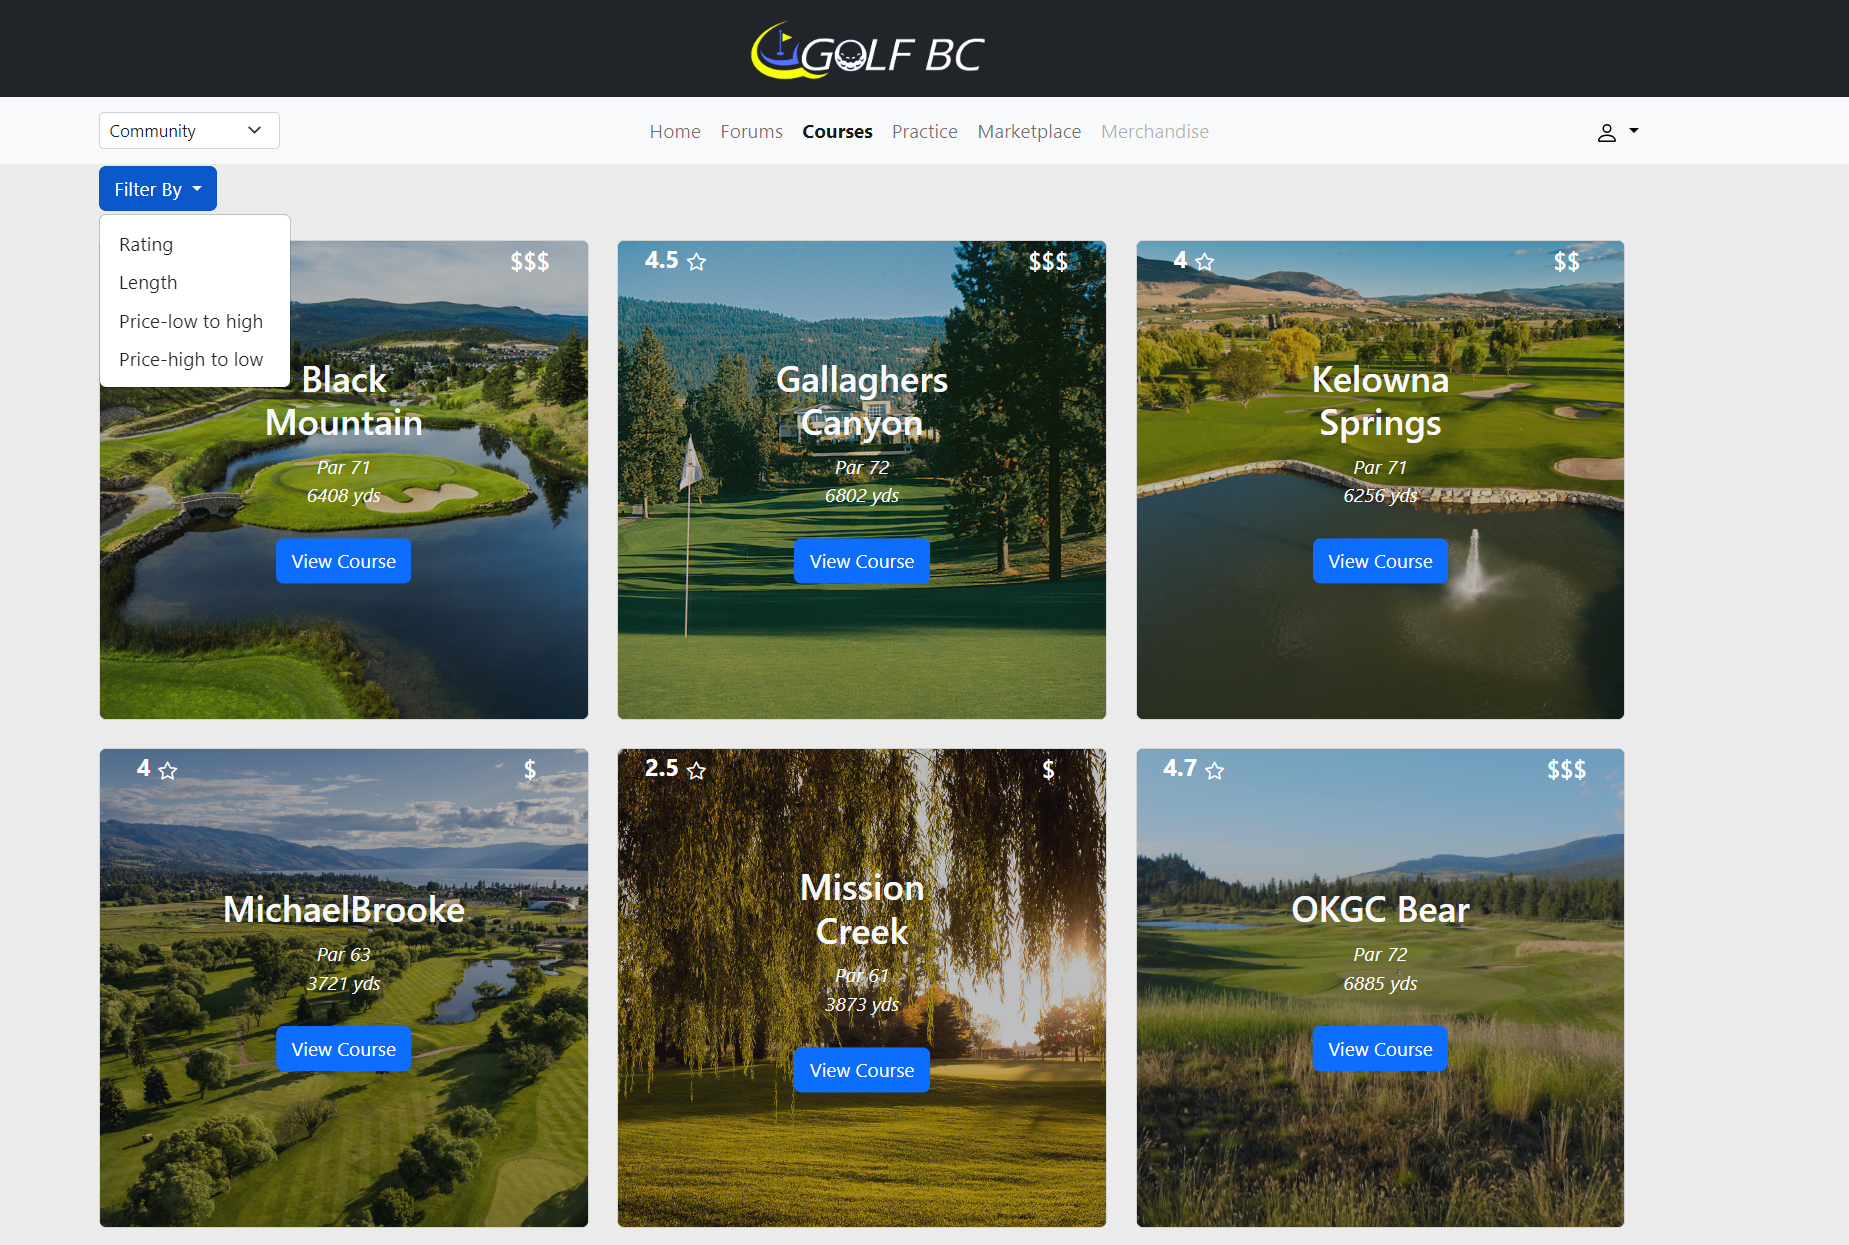 GOLF BC
Community
Home Forums Courses Practice Marketplace Merchandise
Filter By
Rating
Length
Price-low to high
Price-high to low
$$$
Black
Mountain
Par 71
6408 yds
View Course
4.5 $$$
Gallaghers
Canyon
Par 72
6802 yds
View Course
4 $$
Kelowna
Springs
Par 71
6256 yds
View Course
4 $
MichaelBrooke
Par 63
3721 yds
View Course
2.5 $
Mission
Creek
Par 61
3873 yds
View Course
4.7 $$$
OKGC Bear
Par 72
6885 yds
View Course